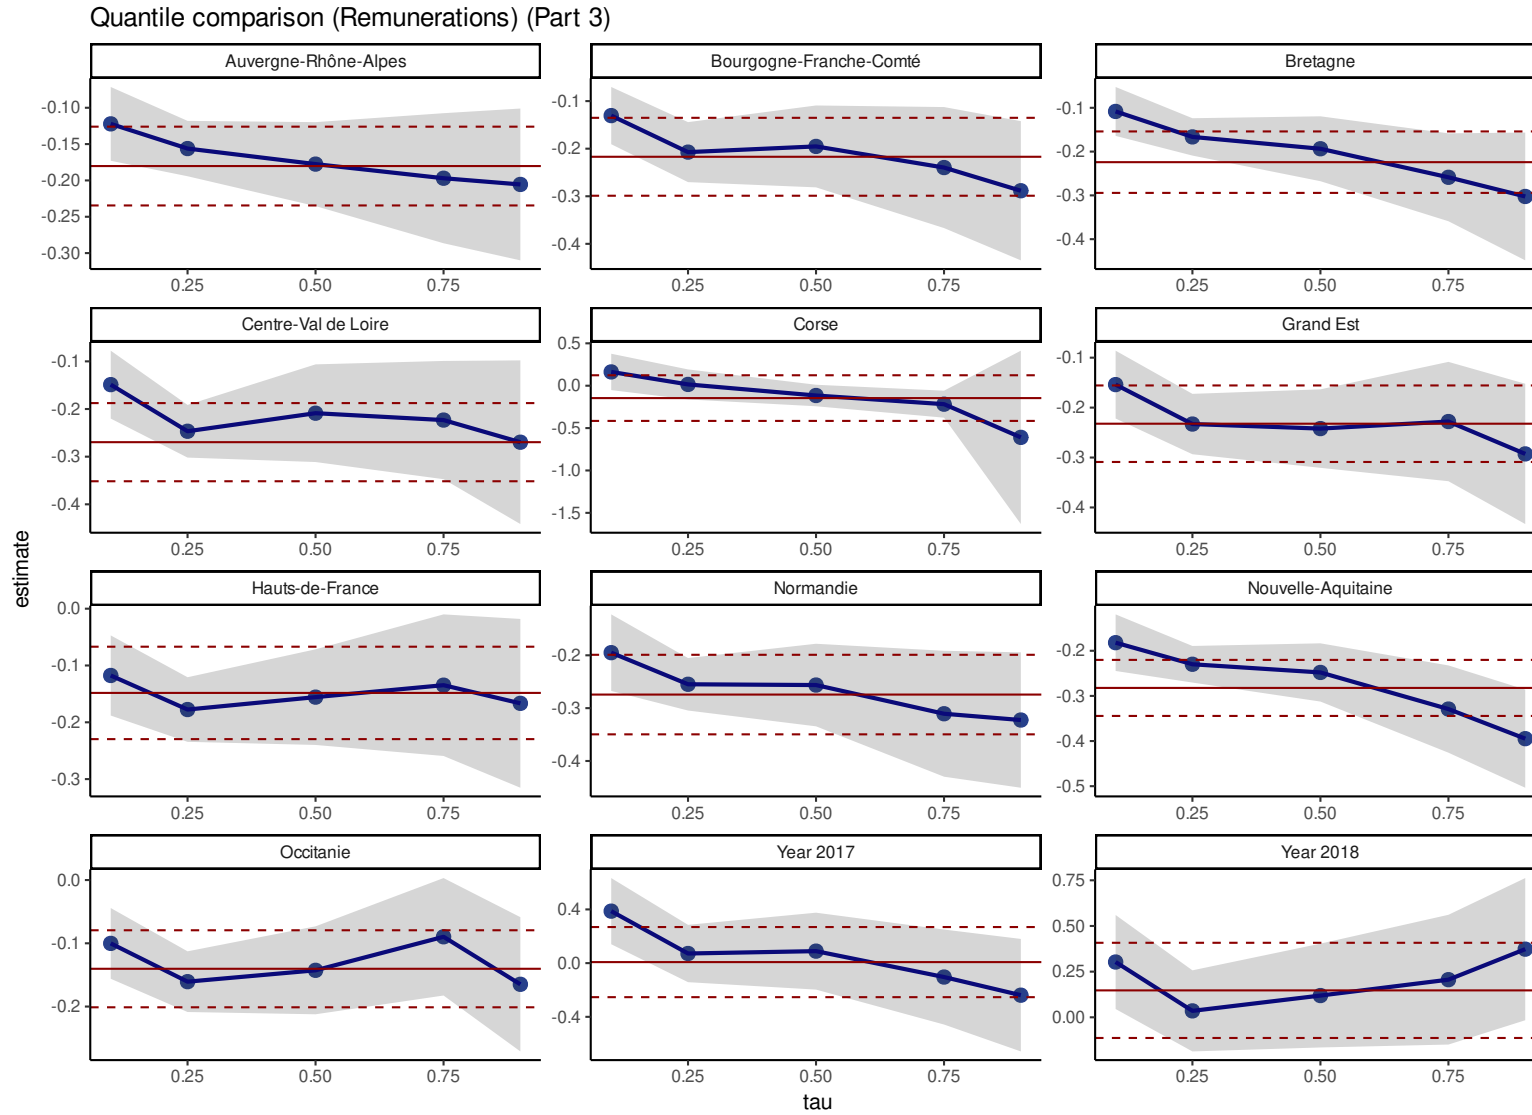 Quantile comparison (Remunerations) (Part 3)
Auvergne-Rhône-Alpes
Bourgogne-Franche-Comté
Bretagne
-0.10
-0.15
-0.20
-0.25
-0.30
-0.1
-0.2
-0.3
-0.4
-0.1
-0.2
-0.3
-0.4
0.25 0.50 0.75
0.25 0.50 0.75
0.25 0.50 0.75
Centre-Val de Loire
Corse
Grand Est
-0.1
-0.2
-0.3
-0.4
0.5
0.0
-0.5
-1.0
-1.5
-0.1
-0.2
-0.3
-0.4
0.25 0.50 0.75
0.25 0.50 0.75
0.25 0.50 0.75
estimate
Hauts-de-France
Normandie
Nouvelle-Aquitaine
0.0
-0.1
-0.2
-0.3
-0.2
-0.3
-0.4
-0.2
-0.3
-0.4
-0.5
0.25 0.50 0.75
0.25 0.50 0.75
0.25 0.50 0.75
Occitanie
Year 2017
Year 2018
0.0
-0.1
-0.2
0.4
0.0
-0.4
0.75
0.50
0.25
0.00
0.25 0.50 0.75
0.25 0.50 0.75
0.25 0.50 0.75
tau